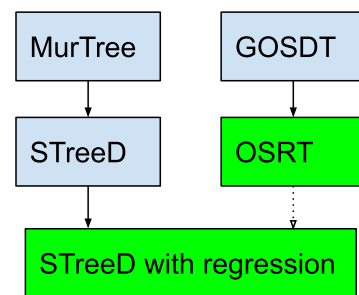 MurTree
GOSDT
STreeD
OSRT
STreeD with regression